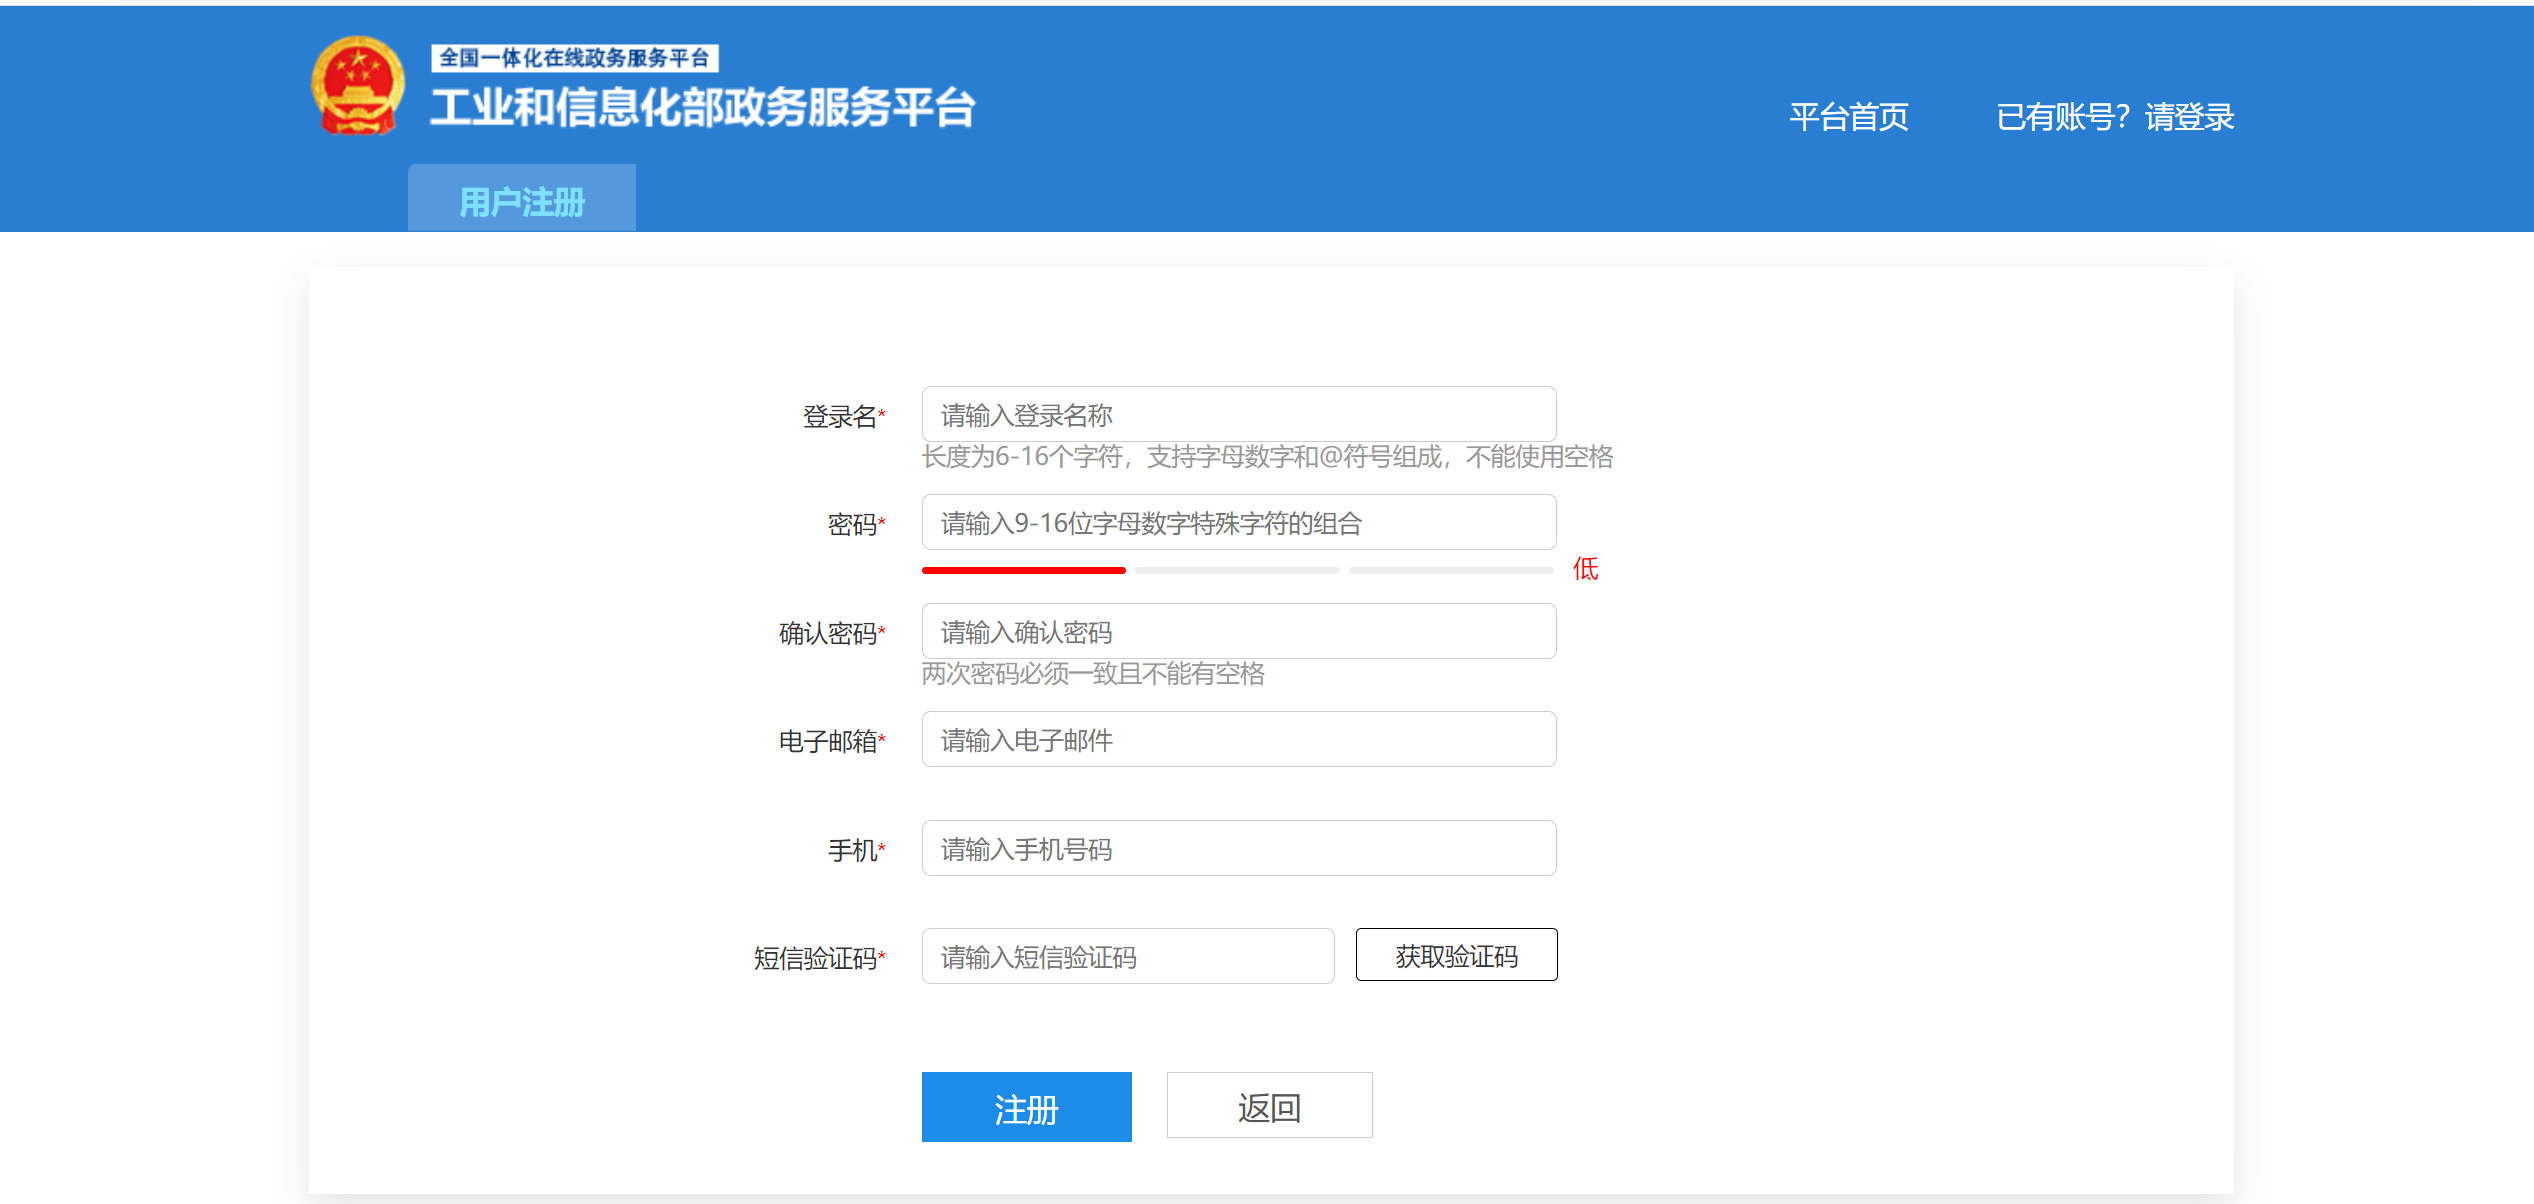 全国一体化在线政务服务平台
工业和信息化部政务服务平台
平台首页 已有账号？请登录
用户注册
登录名* 请输入登录名称
长度为6-16个字符，支持字母数字和@符号组成，不能使用空格
密码* 请输入9-16位字母数字特殊字符的组合
低
确认密码* 请输入确认密码
两次密码必须一致且不能有空格
电子邮箱* 请输入电子邮件
手机* 请输入手机号码
短信验证码* 请输入短信验证码 获取验证码
注册 返回